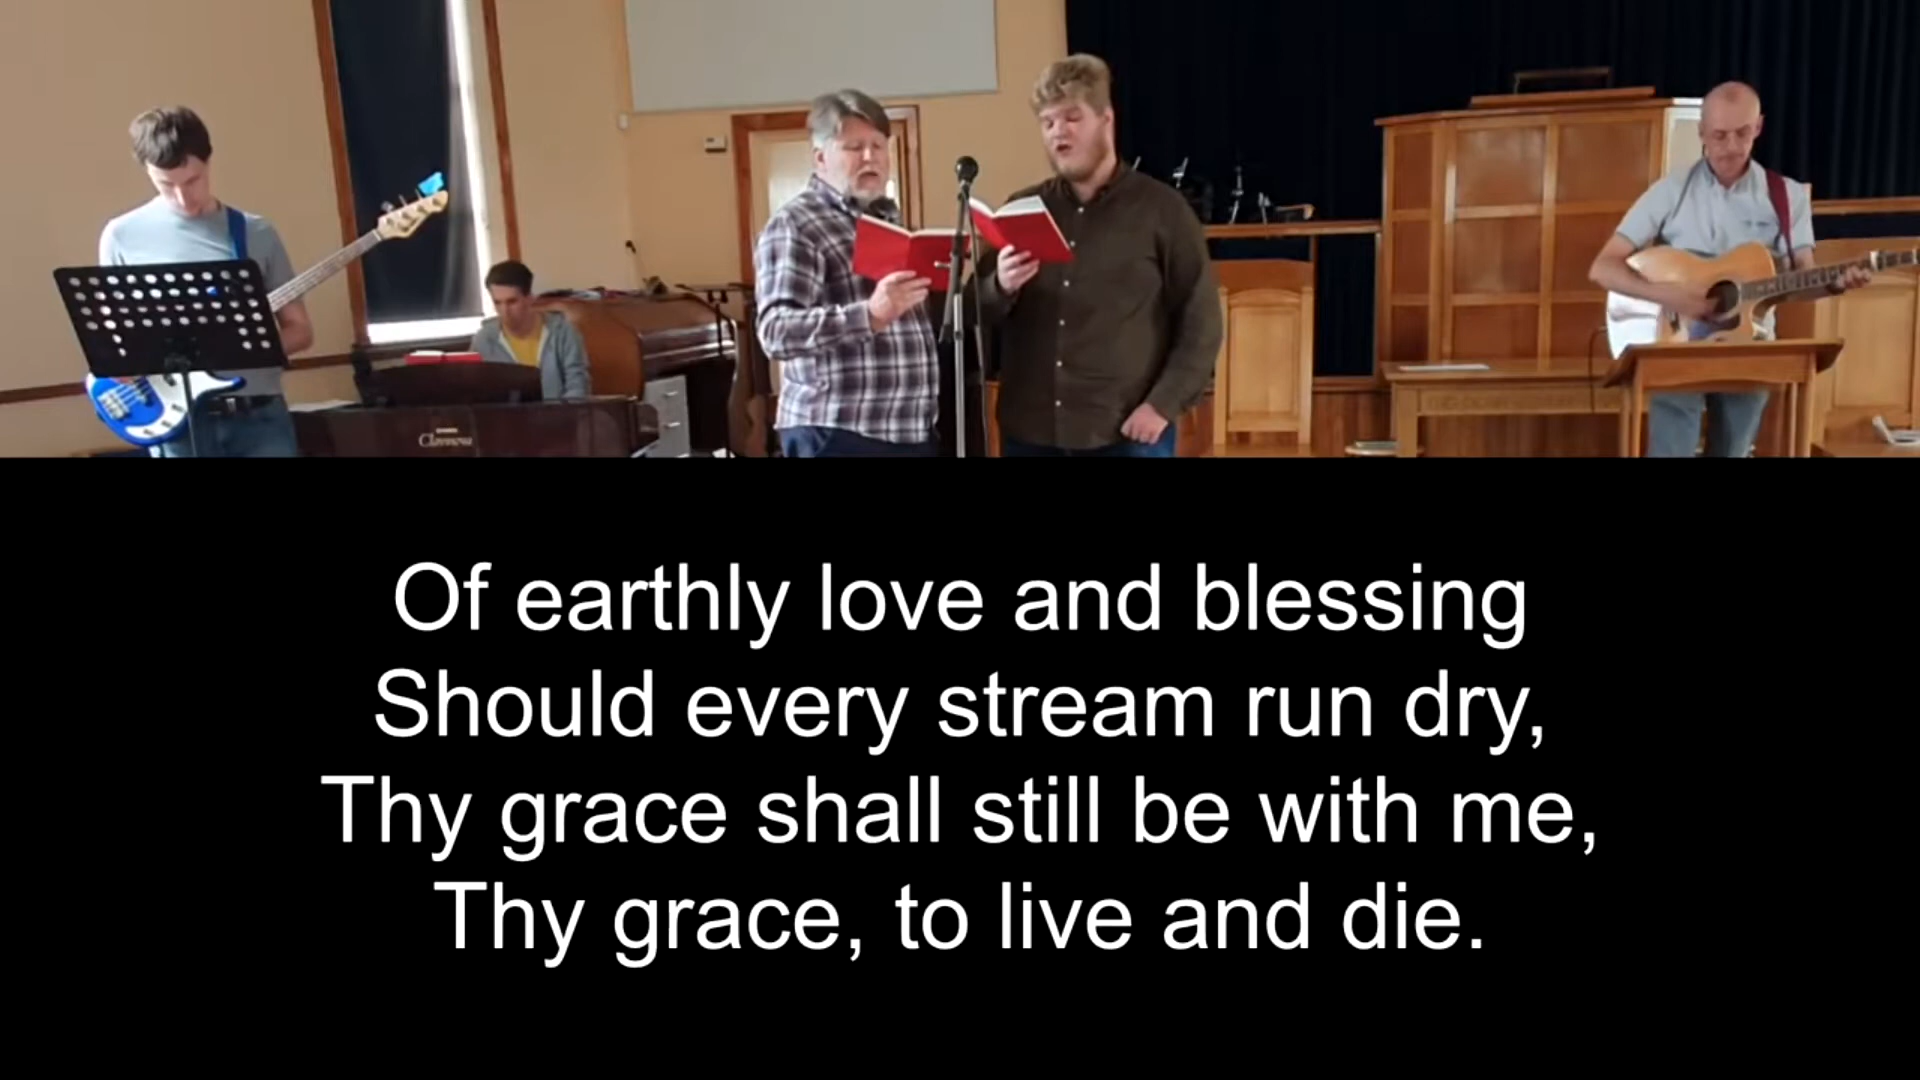 Clavinova
Of earthly love and blessing
Should every stream run dry,
Thy grace shall still be with me,
Thy grace, to live and die.